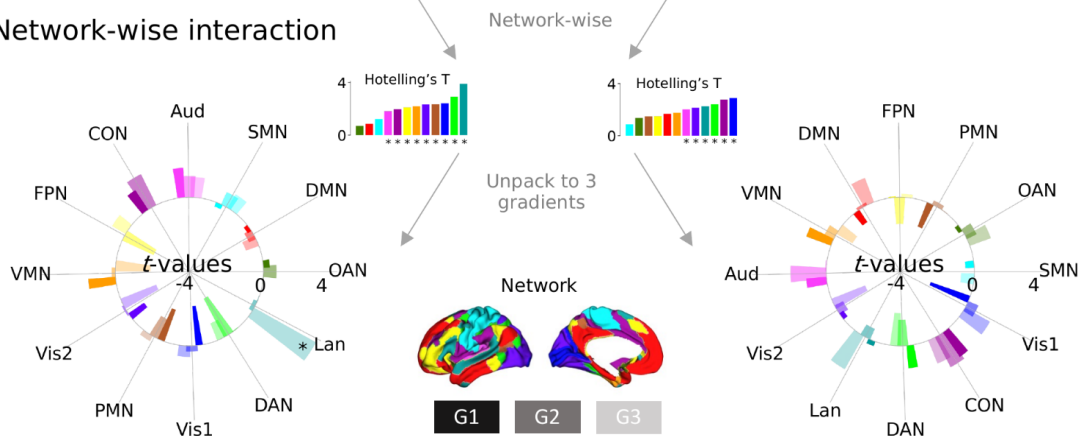 Network-wise interaction
Network-wise
Hotelling's T
4
0
* * * * * * * * *
Hotelling's T
4
0
* * * * * *
Unpack to 3
gradients
Aud
SMN
DMN
OAN
Lan
*
DAN
Vis1
PMN
Vis2
VMN
FPN
CON
t-values
-4
0
4
Network
G1
G2
G3
FPN
PMN
OAN
SMN
Vis1
CON
DAN
Lan
Vis2
Aud
VMN
DMN
t-values
-4
0
4